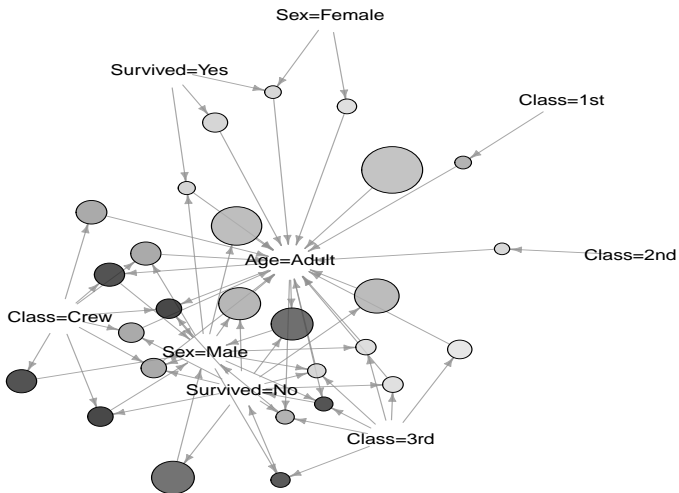 Sex=Female
Survived=Yes
Class=1st
Class=2nd
Age=Adult
Class=Crew
Sex=Male
Survived=No
Class=3rd